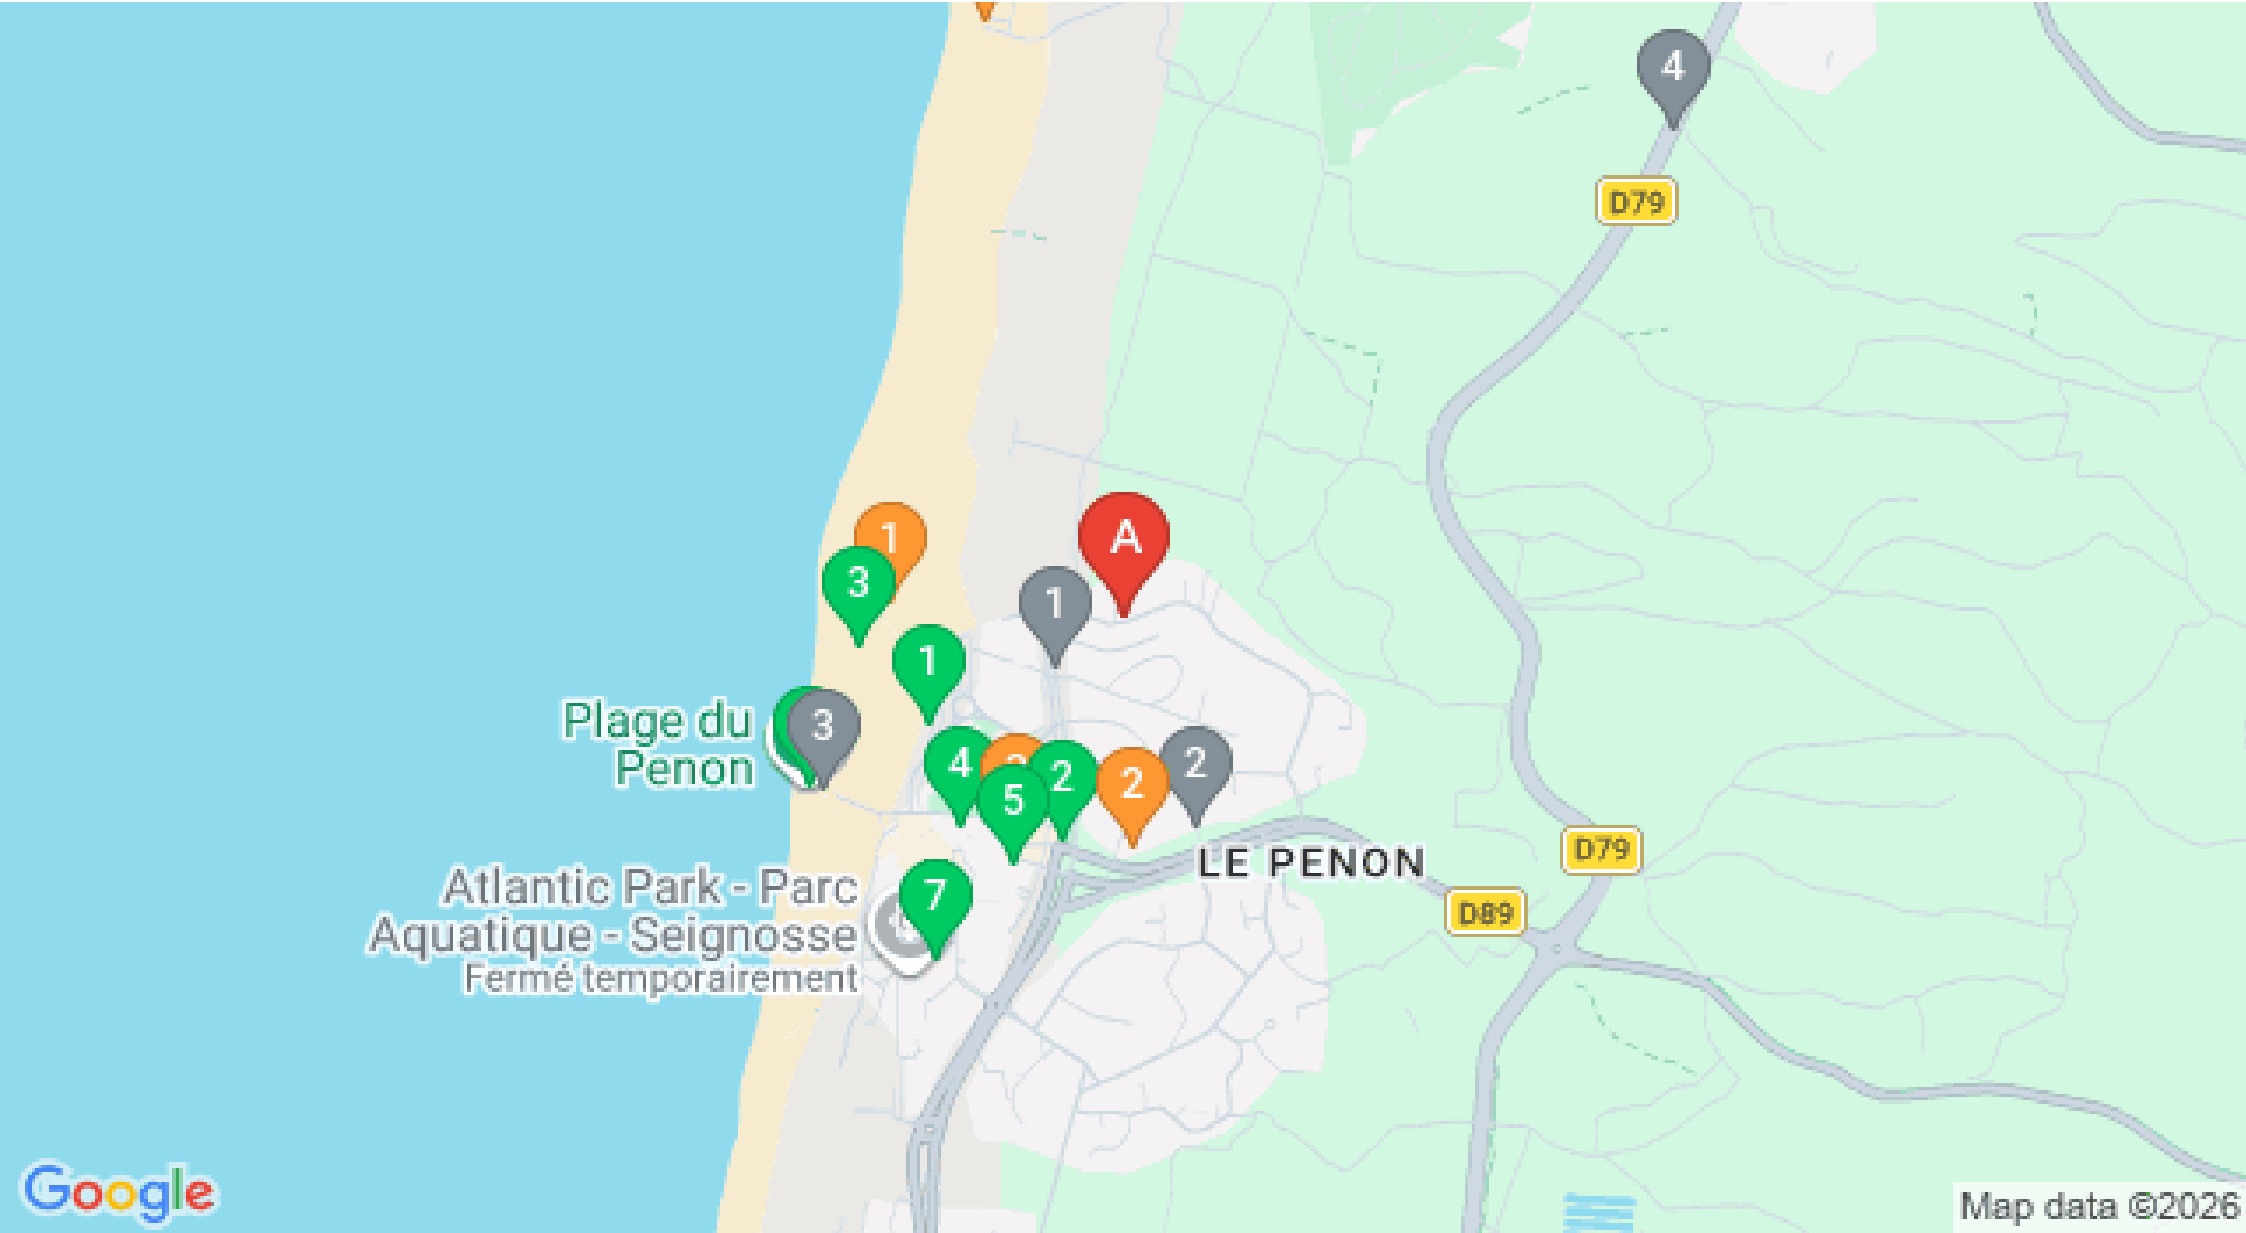 4
D79
A
1
3
1
1
Plage du
Penon
3
4
2
5
2
2
D79
LE PENON
D89
Atlantic Park - Parc
Aquatique - Seignosse
Fermé temporairement
7
Google
Map data ©2026